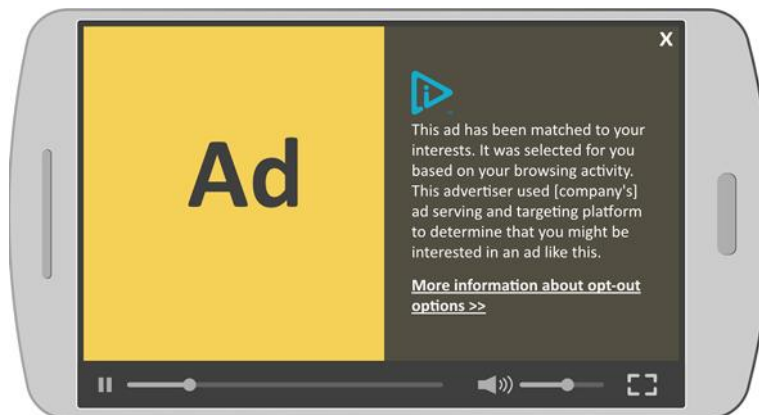 Ad
X
i
This ad has been matched to your
interests. It was selected for you
based on your browsing activity.
This advertiser used [company's]
ad serving and targeting platform
to determine that you might be
interested in an ad like this.
More information about opt-out
options >>